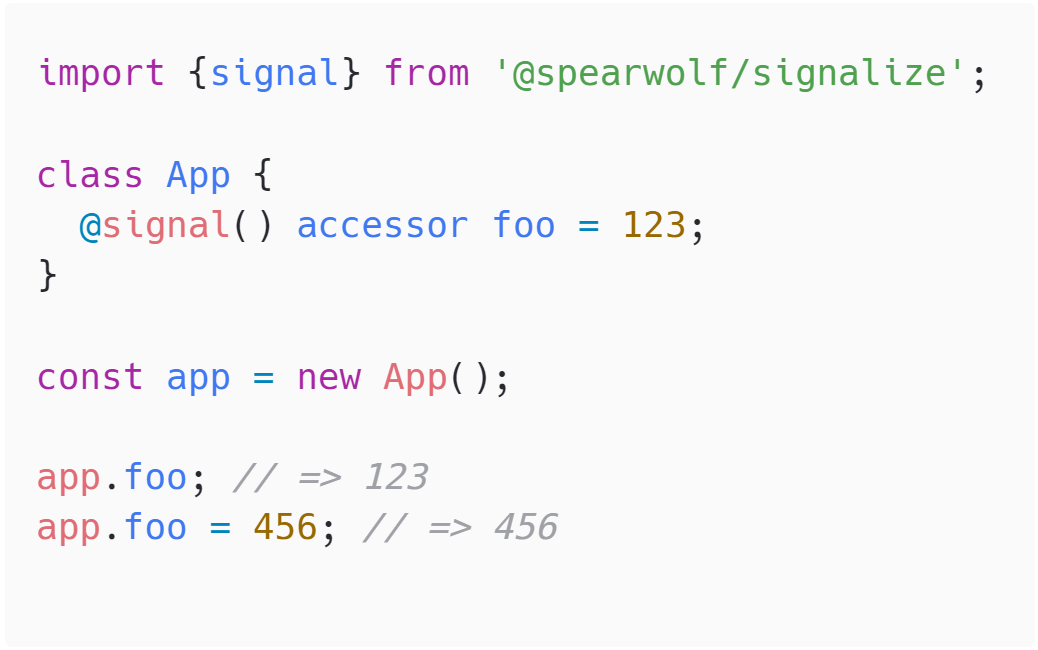 import {signal} from '@spearwolf/signalize';
class App {
  @signal() accessor foo = 123;
}
const app = new App();
app.foo; // => 123
app.foo = 456; // => 456